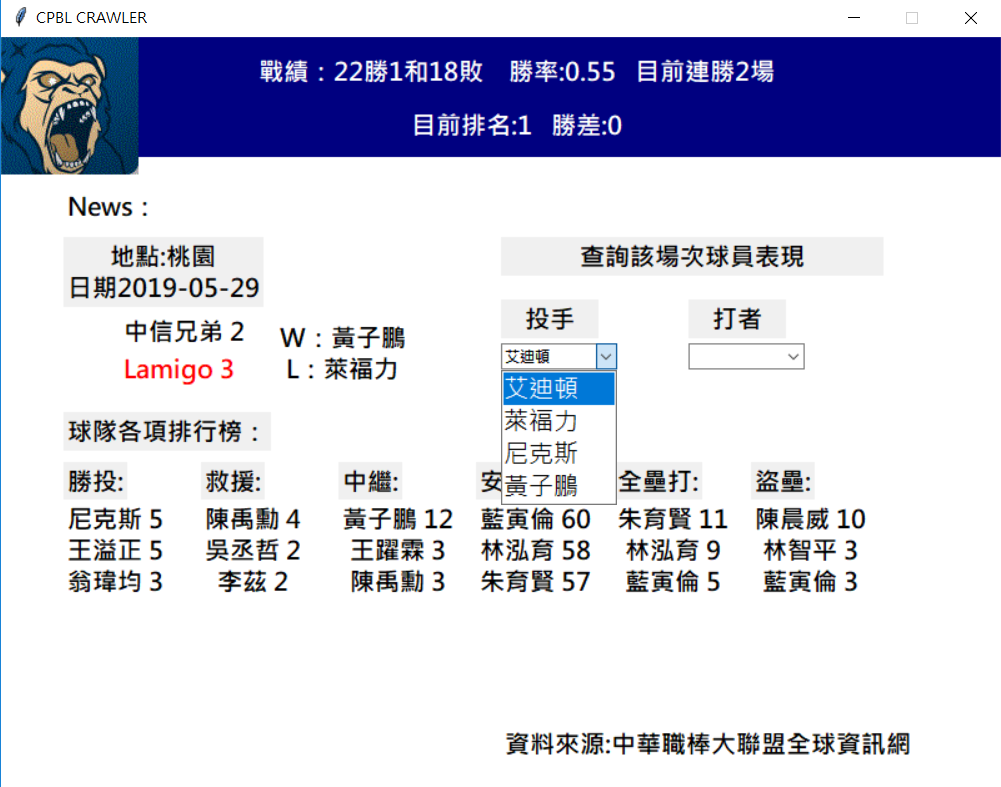 CPBL CRAWLER
戰績：22勝1和18敗 勝率:0.55 目前連勝2場
目前排名:1 勝差:0
News：
地點:桃園
日期2019-05-29
中信兄弟 2
Lamigo 3
W：黃子鵬
L：萊福力
查詢該場次球員表現
投手 打者
艾迪頓
艾迪頓
萊福力
尼克斯
黃子鵬
球隊各項排行榜：
勝投: 救援: 中繼: 安 全壘打: 盜壘:
尼克斯 5 陳禹勳 4 黃子鵬 12 藍寅倫 60 朱育賢 11 陳晨威 10
王溢正 5 吳丞哲 2 王躍霖 3 林泓育 58 林泓育 9 林智平 3
翁瑋均 3 李茲 2 陳禹勳 3 朱育賢 57 藍寅倫 5 藍寅倫 3
資料來源:中華職棒大聯盟全球資訊網